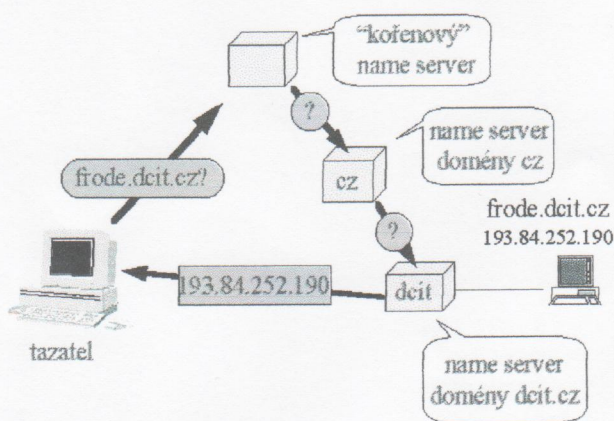 “kořenový”
name server
?
name server
domény cz
frode.dcit.cz?
cz
frode.dcit.cz
193.84.252.190
?
193.84.252.190
dcit
tazatel
name server
domény dcit.cz